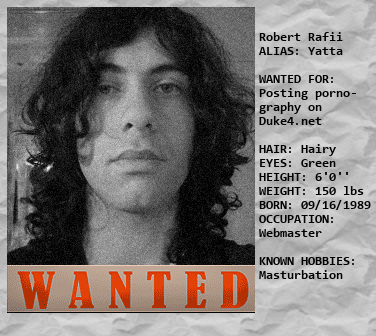 Robert Rafii
ALIAS: Yatta
WANTED FOR:
Posting porno-
graphy on
Duke4.net
HAIR: Hairy
EYES: Green
HEIGHT: 6'0''
WEIGHT: 150 lbs
BORN: 09/16/1989
OCCUPATION:
Webmaster
KNOWN HOBBIES:
Masturbation
WANTED